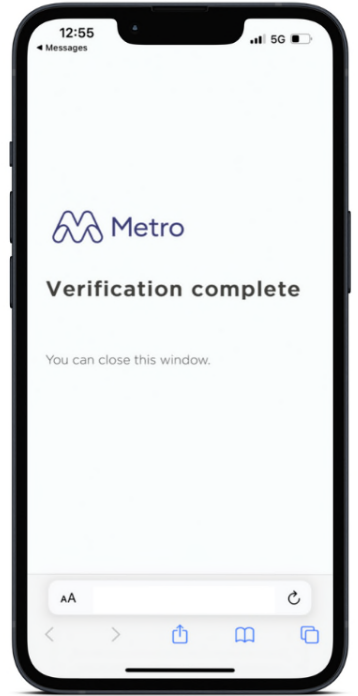 12:55
5G
◀ Messages
Metro
Verification complete
You can close this window.
AA